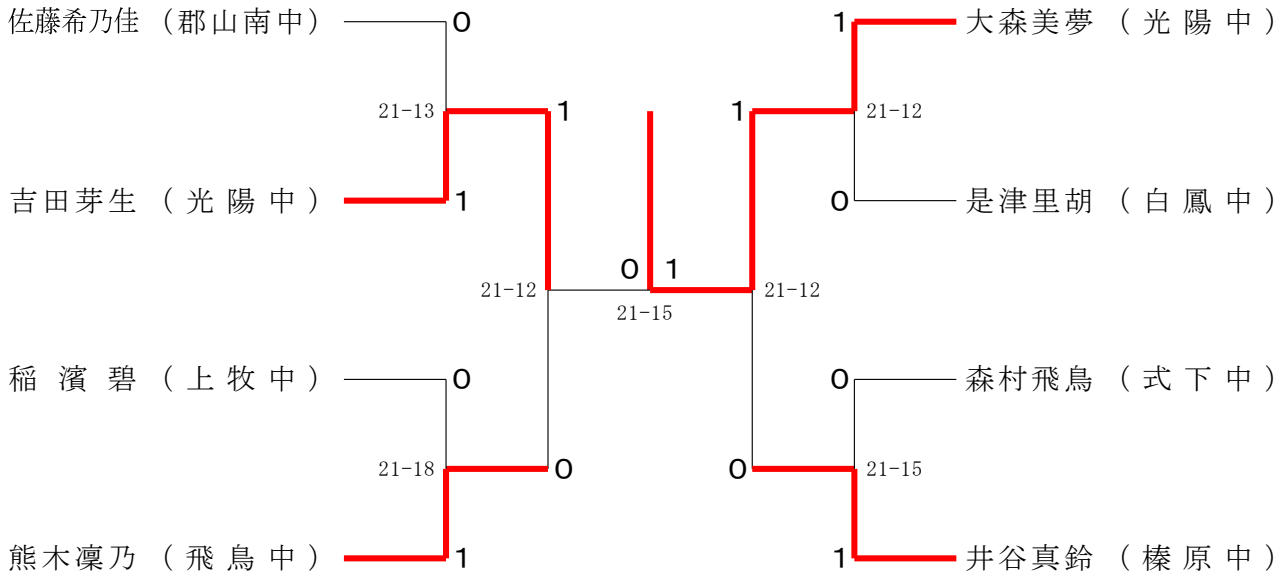 佐藤希乃佳 (郡山南中) 0 1 大森美夢 (光陽中)
21-13 1 1 21-12
吉田芽生 (光陽中) 1 0 是津里胡 (白鳳中)
21-12 0 1 21-12
21-15
稲濱碧 (上牧中) 0 0 森村飛鳥 (式下中)
21-18 0 0 21-15
熊木凜乃 (飛鳥中) 1 1 井谷真鈴 (榛原中)